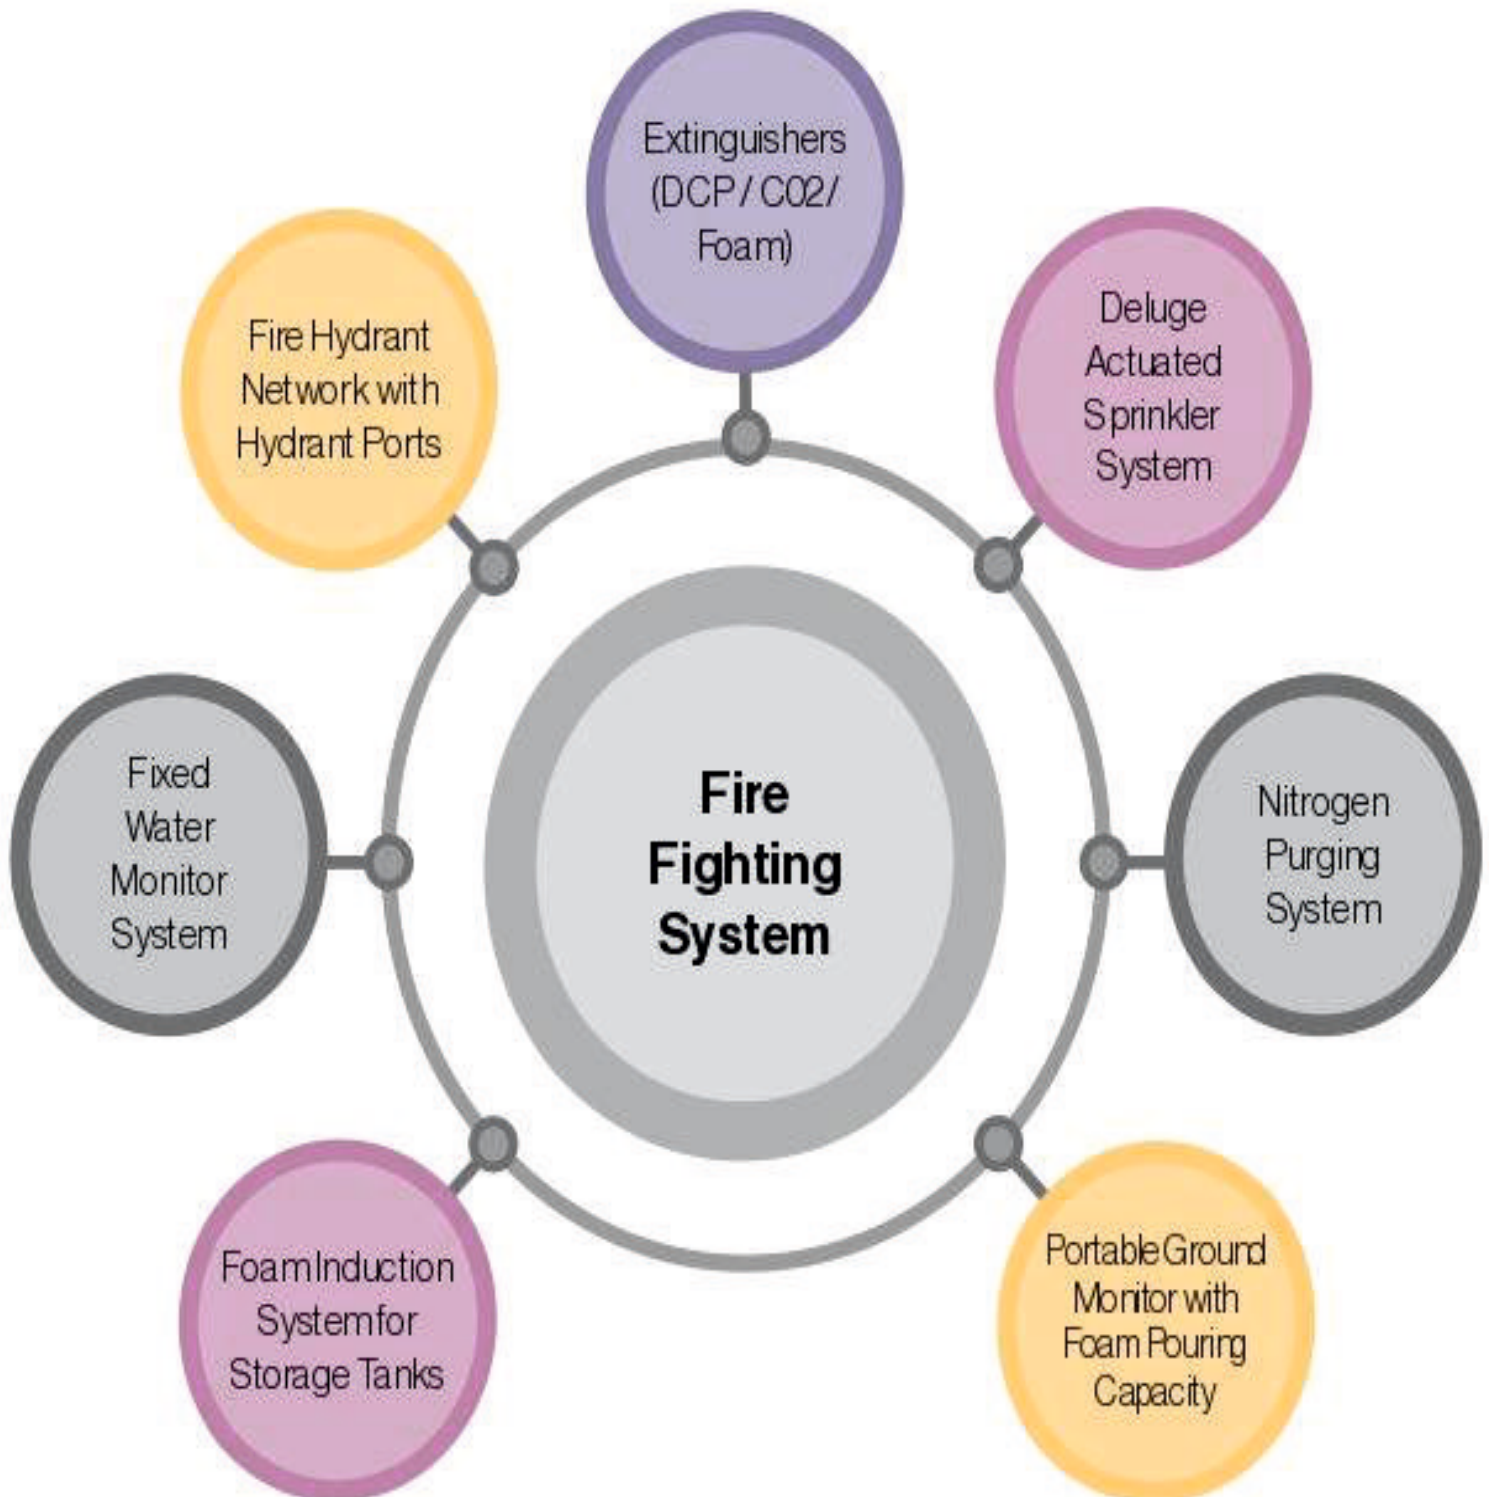 Extinguishers
(DCP / C02/
Foam)
Fire Hydrant
Network with
Hydrant Ports
Deluge
Actuated
Sprinkler
System
Fixed
Water
Monitor
System
Fire
Fighting
System
Nitrogen
Purging
System
Foam Induction
System for
Storage Tanks
Portable Ground
Monitor with
Foam Pouring
Capacity